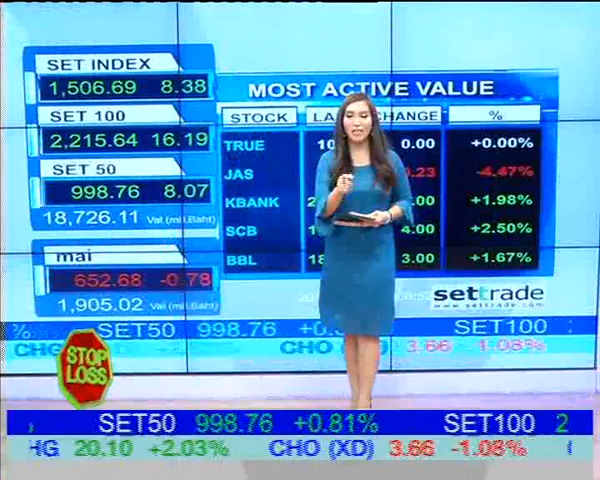 SET INDEX
1,506.69 8.38
SET 100
2,215.64 16.19
SET 50
998.76 8.07
18,726.11 Val (mil.Baht)
mai
652.68 -0.78
1,905.02 Val (mil.Baht)
MOST ACTIVE VALUE
STOCK CHANGE %
TRUE 0.00 +0.00%
JAS -4.47%
KBANK +1.98%
SCB 4.00 +2.50%
BBL 3.00 +1.67%
settrade
www.settrade.com
% SET50 998.76 SET100
CHO 3.66 -1.08%
STOP
LOSS
SET50 998.76 +0.81% SET100 2
HG 20.10 +2.03% CHO (XD) 3.66 -1.08%